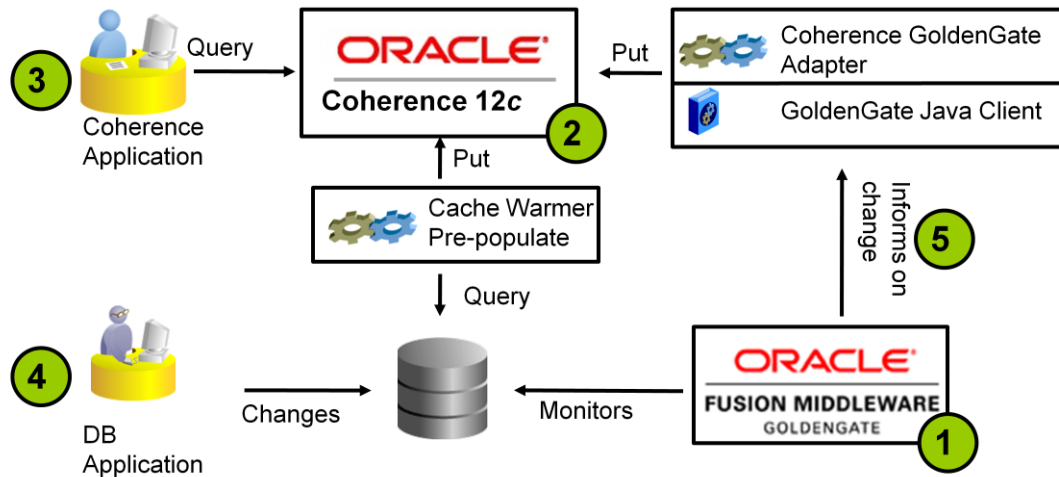 3
Query
Coherence
Application
ORACLE
Coherence 12c
2
Put
Coherence GoldenGate
Adapter
GoldenGate Java Client
Put
Cache Warmer
Pre-populate
Query
Informs on
change
5
4
DB
Application
Changes
Monitors
ORACLE
FUSION MIDDLEWARE
GOLDENGATE
1